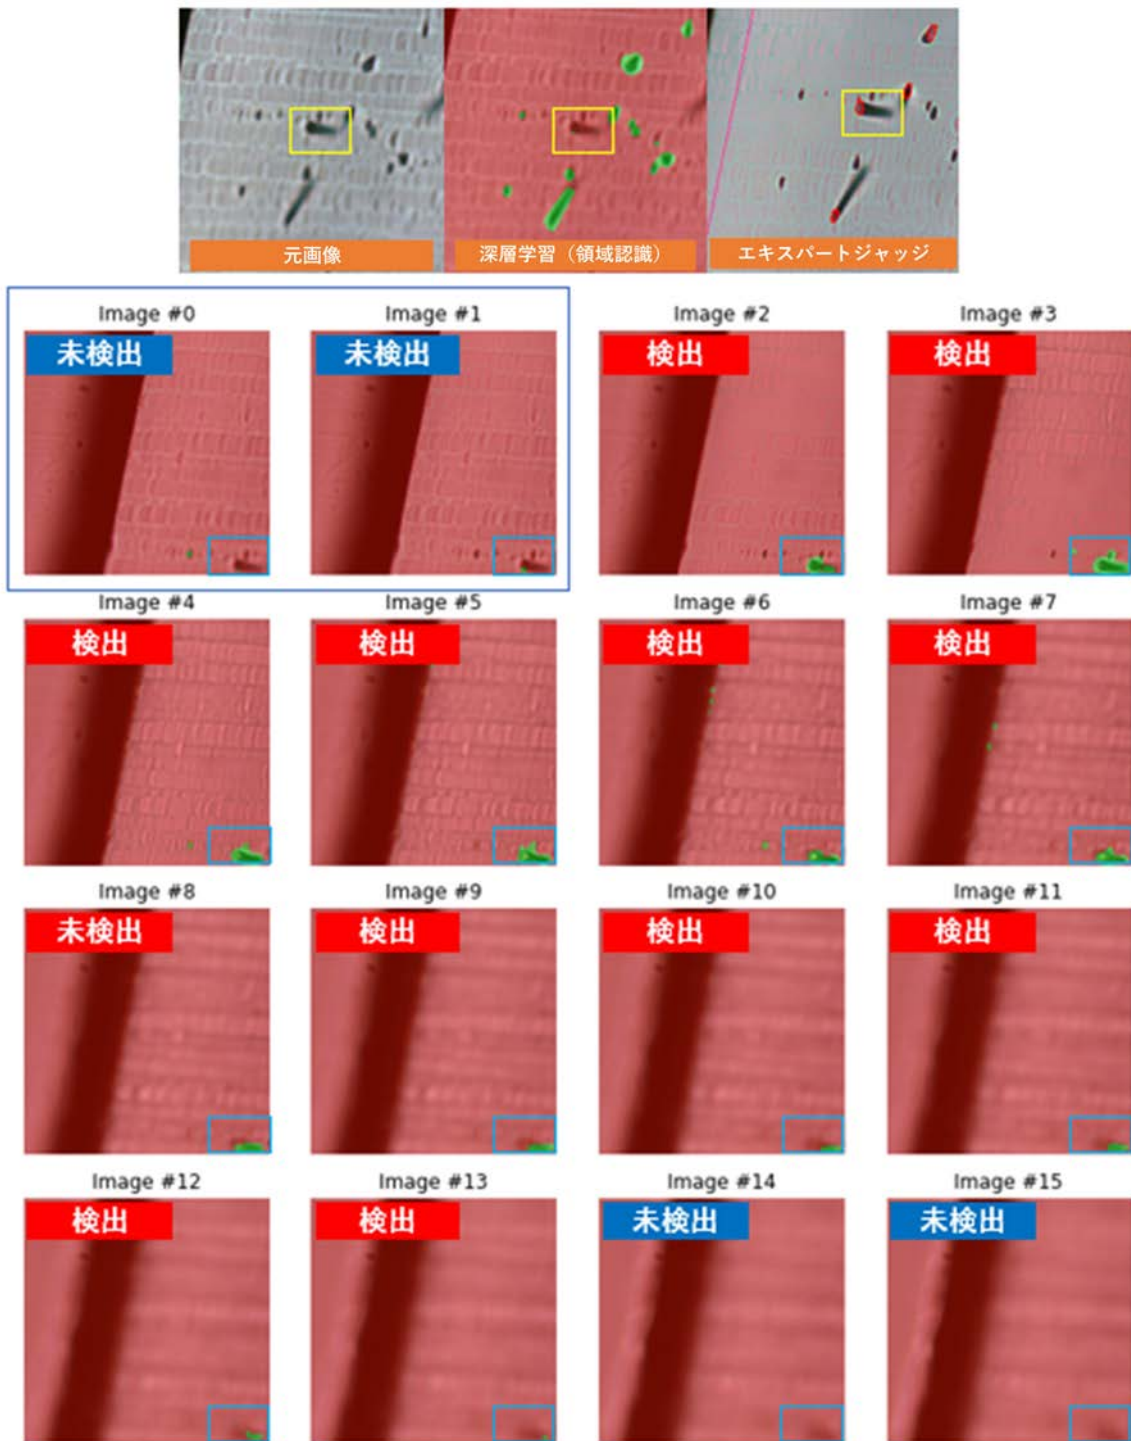 元画像
深層学習（領域認識）
エキスパートジャッジ
Image #0
Image #1
Image #2
Image #3
未検出
未検出
検出
検出
Image #4
Image #5
Image #6
Image #7
検出
検出
検出
検出
Image #8
Image #9
Image #10
Image #11
未検出
検出
検出
検出
Image #12
Image #13
Image #14
Image #15
検出
検出
未検出
未検出